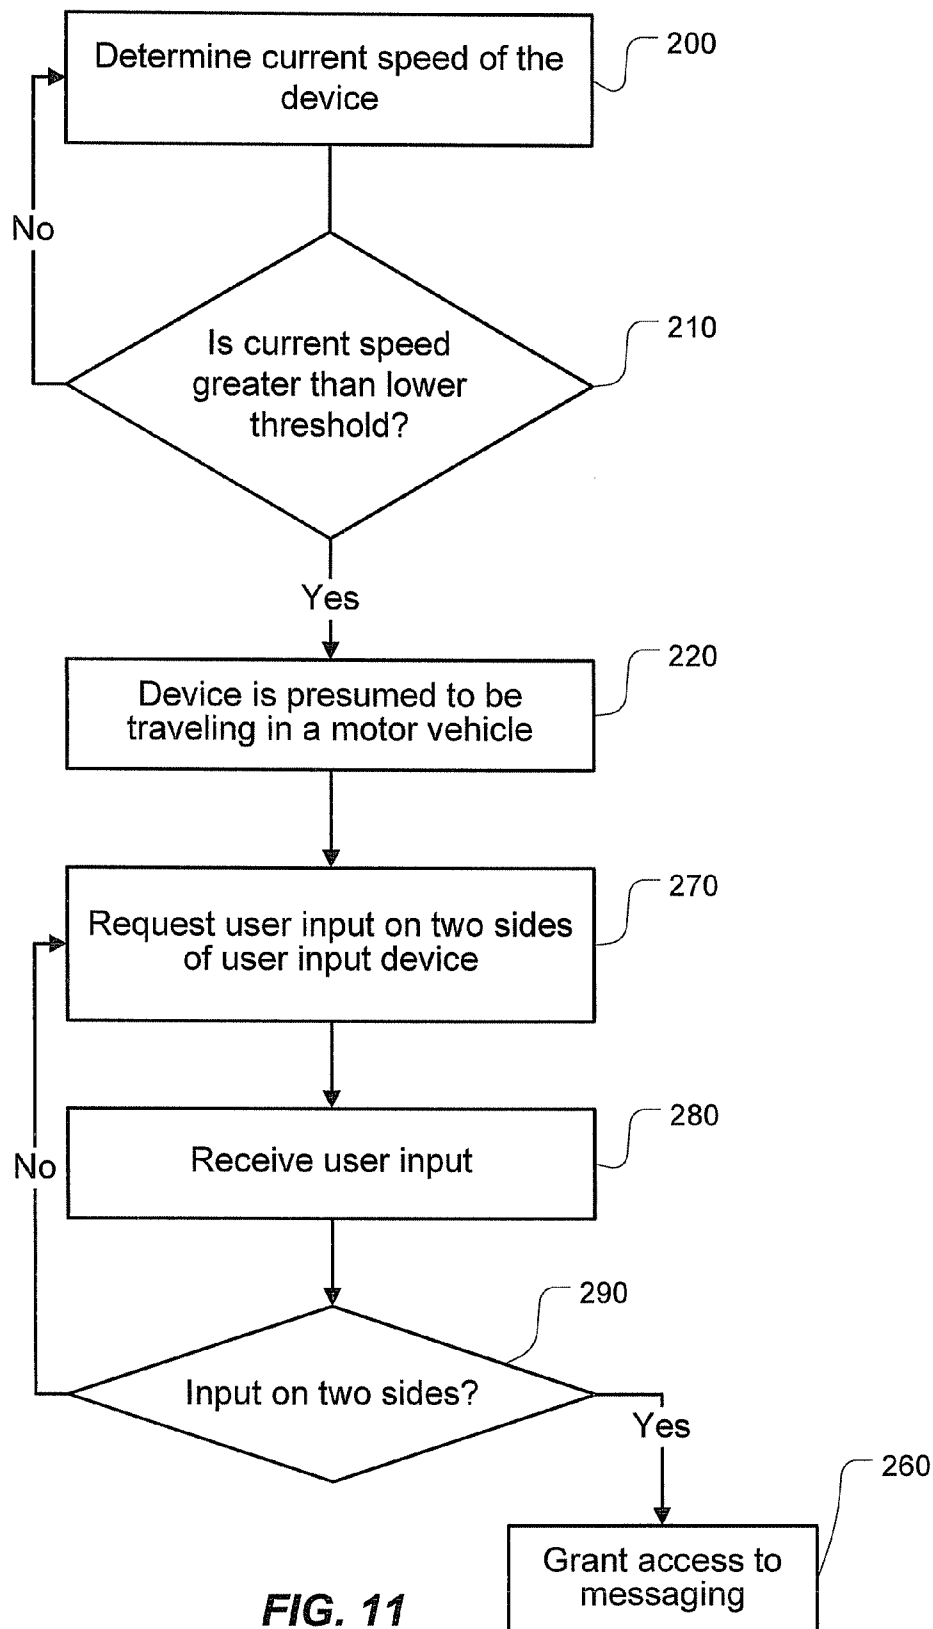 Determine current speed of the
device
200
No
Is current speed
greater than lower
threshold?
210
Yes
Device is presumed to be
traveling in a motor vehicle
220
Request user input on two sides
of user input device
270
Receive user input
280
No
Input on two sides?
290
Yes
Grant access to
messaging
260
FIG. 11